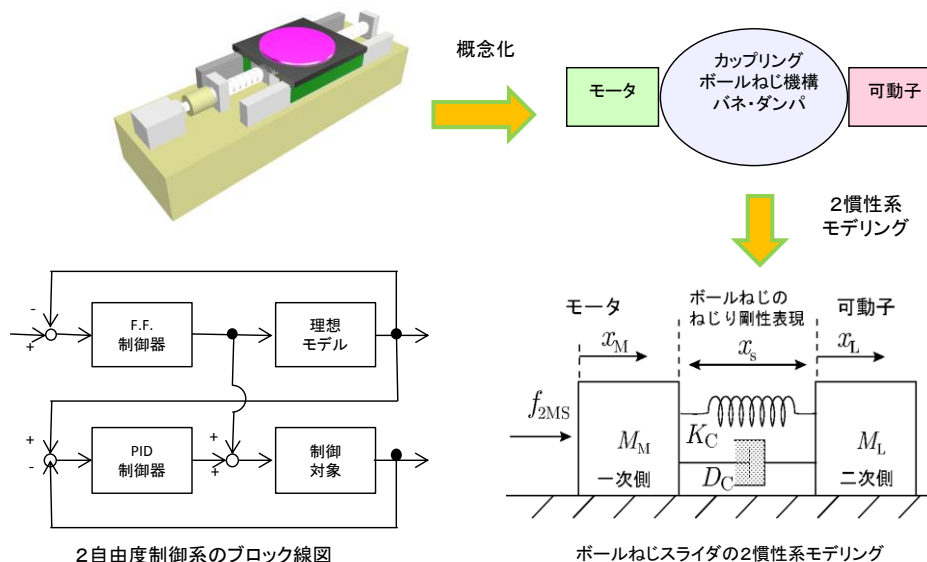 概念化
モータ
カップリング
ボールねじ機構
バネ・ダンパ
可動子
２慣性系
モデリング
-
+
F.F.
制御器
理想
モデル
+
-
PID
制御器
+
+
制御
対象
２自由度制御系のブロック線図
モータ
ボールねじの
ねじり剛性表現
可動子
x_M
x_s
x_L
f_2MS
M_M
一次側
K_C
D_C
M_L
二次側
ボールねじスライダの２慣性系モデリング